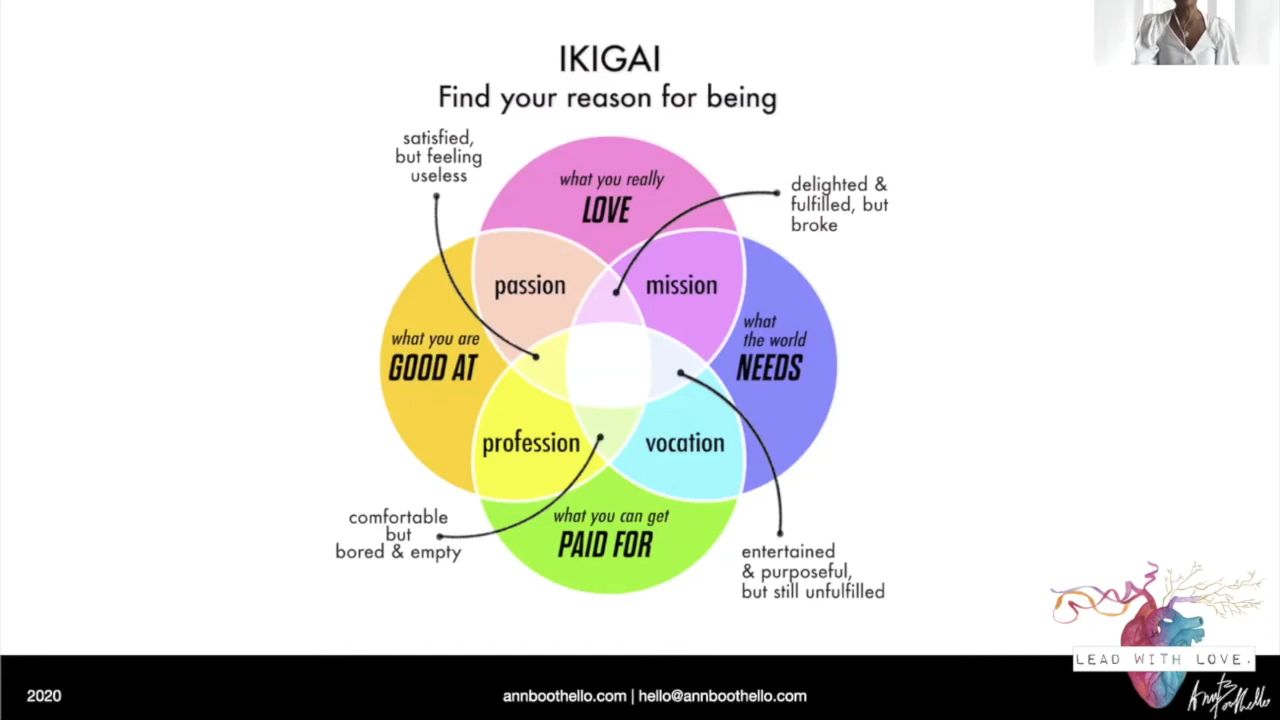 IKIGAI
Find your reason for being
satisfied,
but feeling
useless
what you really
LOVE
delighted &
fulfilled, but
broke
passion
mission
what you are
GOOD AT
what
the world
NEEDS
profession
vocation
what you can get
PAID FOR
comfortable
but
bored & empty
entertained
& purposeful,
but still unfulfilled
LEAD WITH LOVE.
2020
annboothello.com | hello@annboothello.com